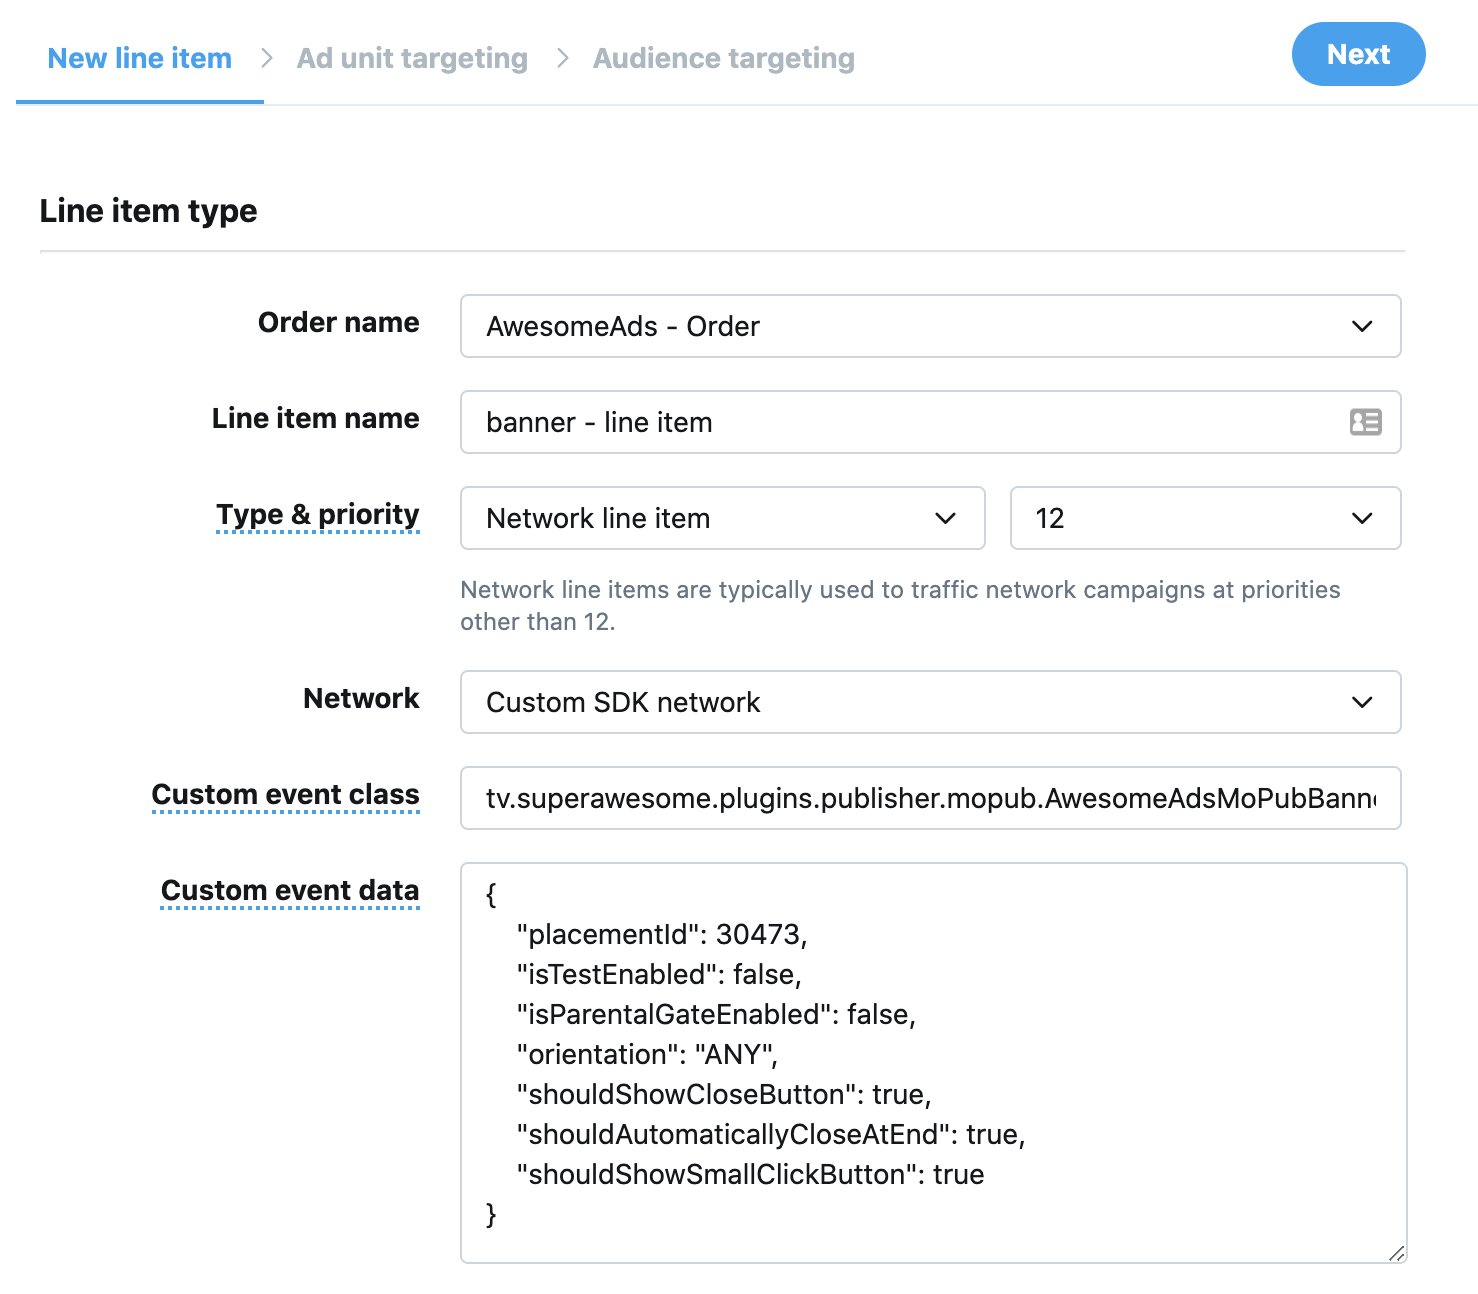 New line item > Ad unit targeting > Audience targeting
Next
Line item type
Order name
AwesomeAds - Order
Line item name
banner - line item
Type & priority
Network line item
12
Network line items are typically used to traffic network campaigns at priorities
other than 12.
Network
Custom SDK network
Custom event class
tv.superawesome.plugins.publisher.mopub.AwesomeAdsMoPubBann
Custom event data
{
"placementId": 30473,
"isTestEnabled": false,
"isParentalGateEnabled": false,
"orientation": "ANY",
"shouldShowCloseButton": true,
"shouldAutomaticallyCloseAtEnd": true,
"shouldShowSmallClickButton": true
}